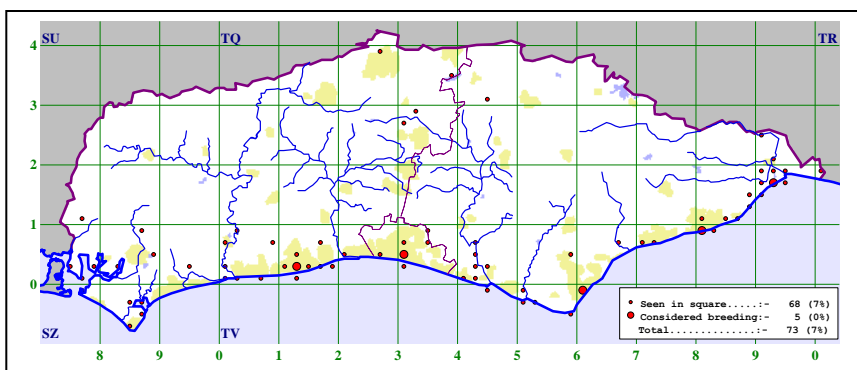 SU TQ TR
4
3
2
1
0
SZ TV
8 9 0 1 2 3 4 5 6 7 8 9 0
Seen in square.....:- 68 (7%)
Considered breeding:- 5 (0%)
Total..............:- 73 (7%)